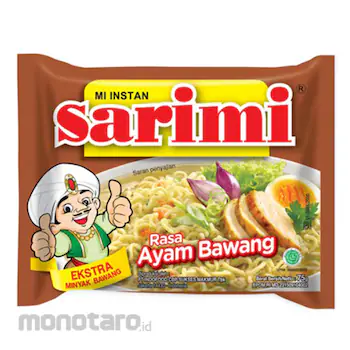 MI INSTAN
sarimi
®
Saran penyajian
Rasa
Ayam Bawang
EKSTRA
MINYAK BAWANG
monotaro.id